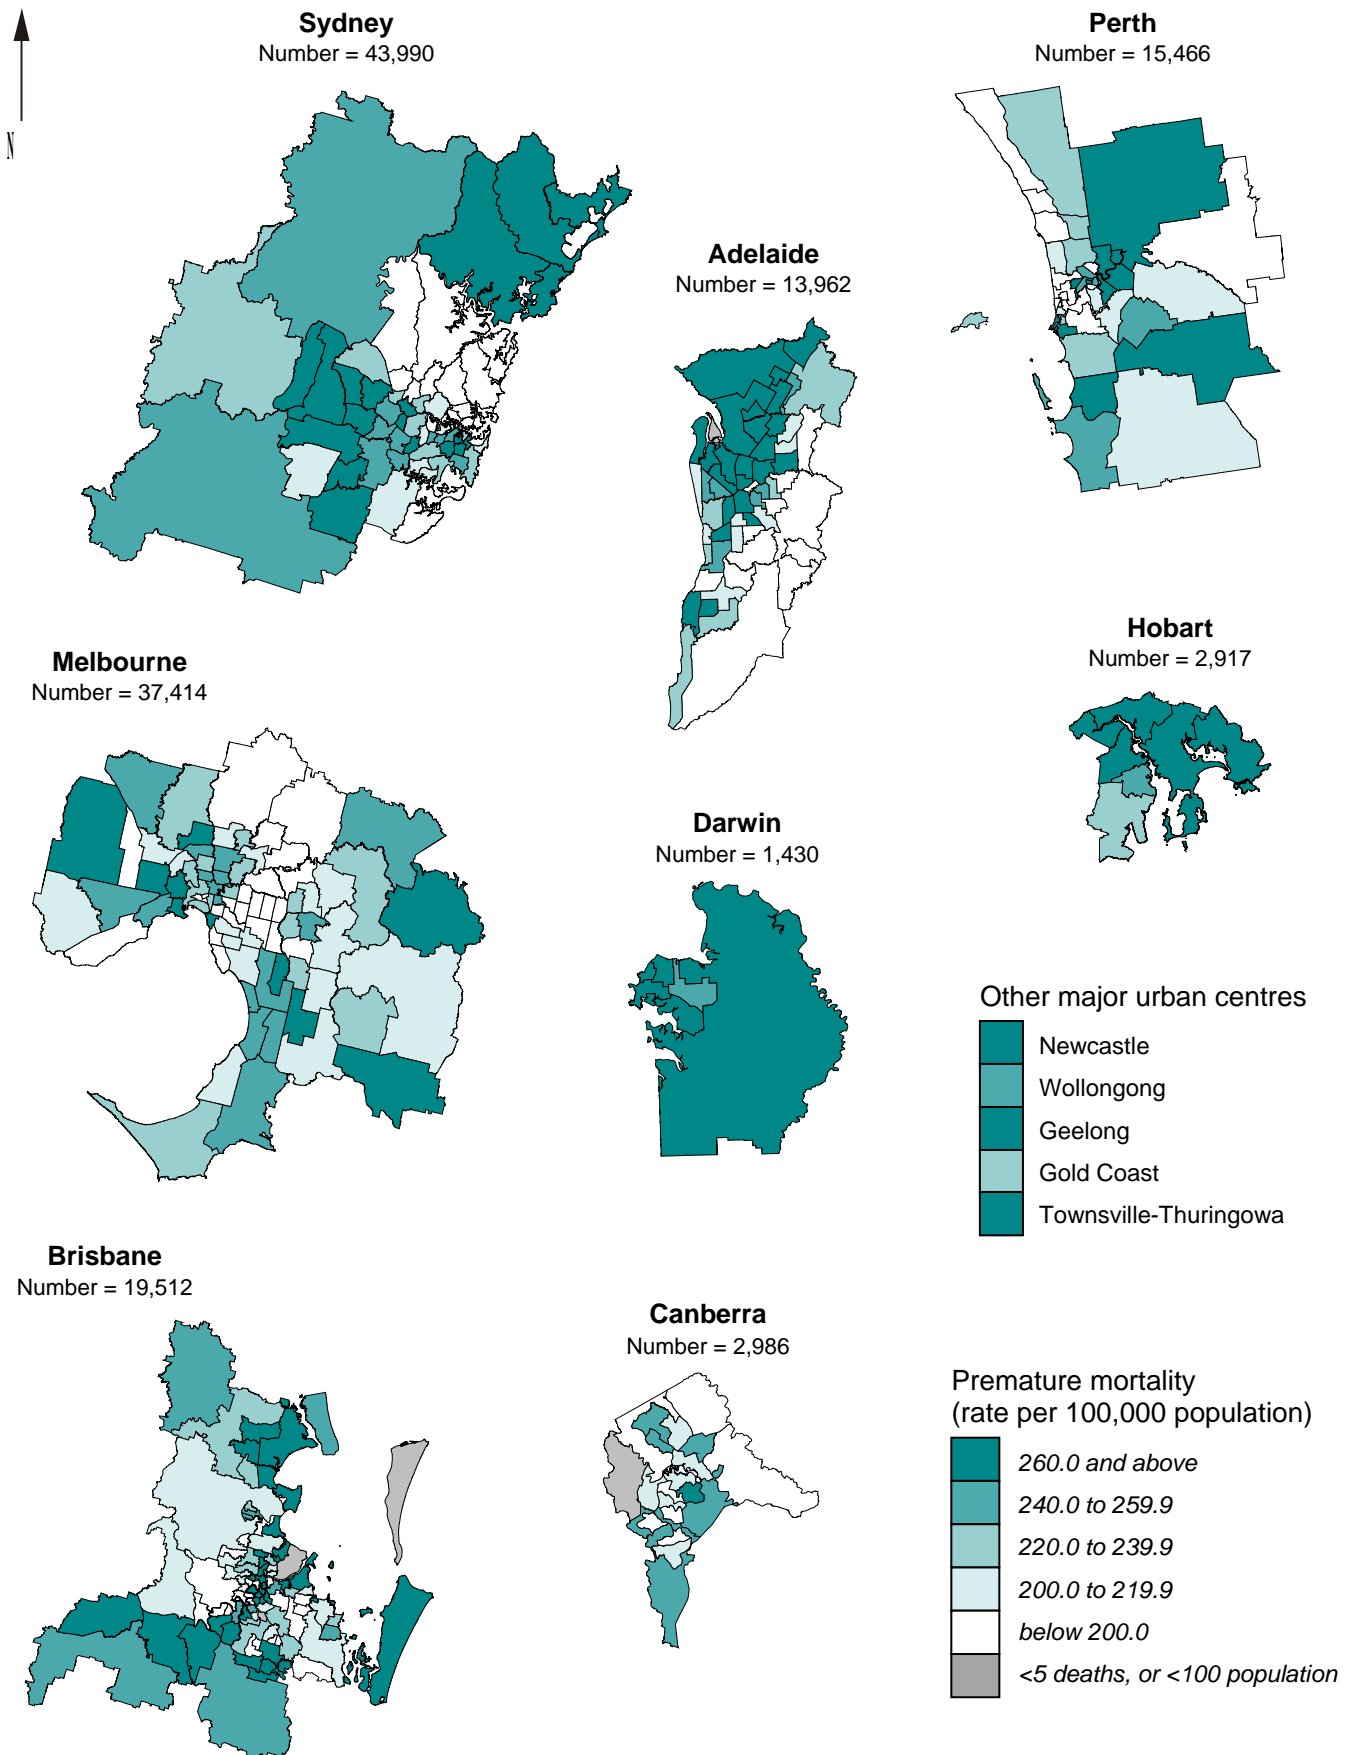 Sydney
Number = 43,990
Perth
Number = 15,466
N
Adelaide
Number = 13,962
Hobart
Number = 2,917
Melbourne
Number = 37,414
Darwin
Number = 1,430
Other major urban centres
Newcastle
Wollongong
Geelong
Gold Coast
Townsville-Thuringowa
Brisbane
Number = 19,512
Canberra
Number = 2,986
Premature mortality
(rate per 100,000 population)
260.0 and above
240.0 to 259.9
220.0 to 239.9
200.0 to 219.9
below 200.0
<5 deaths, or <100 population